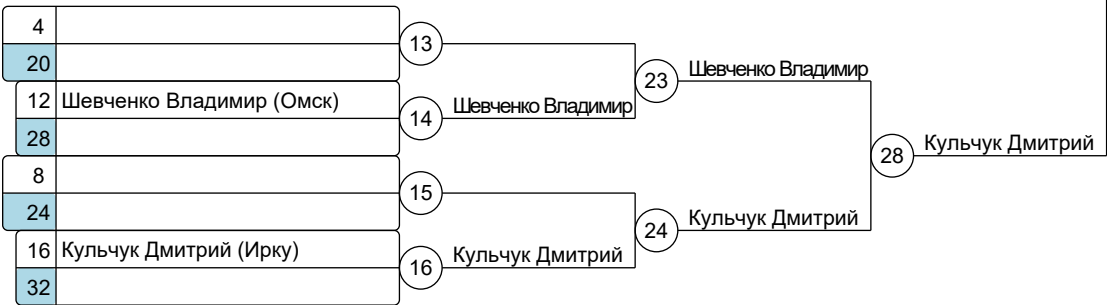 4
13
20
23
Шевченко Владимир
12 Шевченко Владимир (Омск)
14
Шевченко Владимир
28
28
Кульчук Дмитрий
8
15
24
24
Кульчук Дмитрий
16 Кульчук Дмитрий (Ирку)
16
Кульчук Дмитрий
32